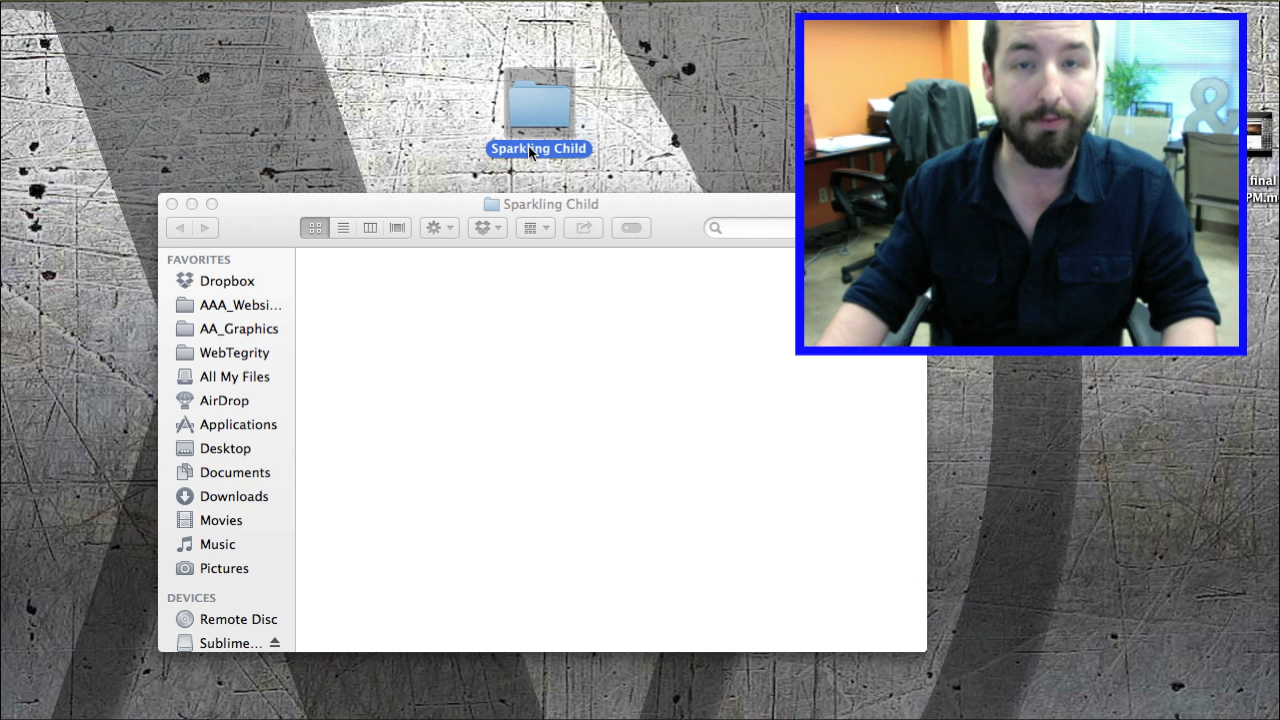 Sparkling Child
Sparkling Child
FAVORITES
Dropbox
AAA_Websi...
AA_Graphics
WebTegrity
All My Files
AirDrop
Applications
Desktop
Documents
Downloads
Movies
Music
Pictures
DEVICES
Remote Disc
Sublime...
&
final
PM.m